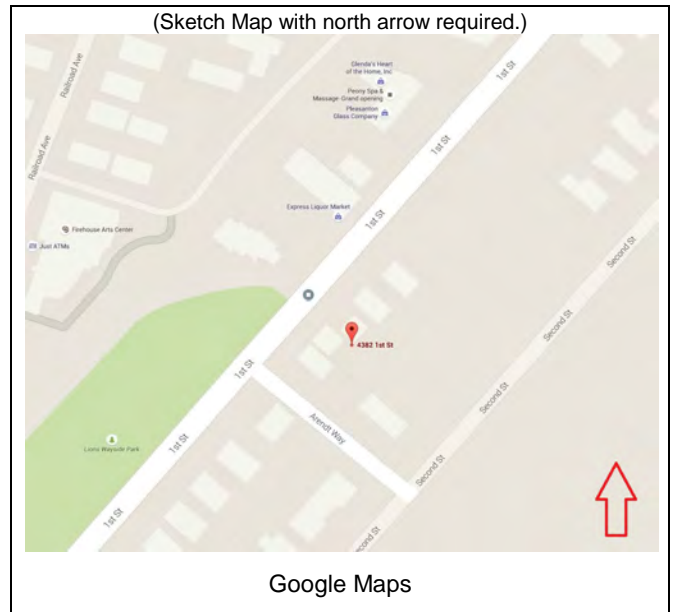 (Sketch Map with north arrow required.)
Railroad Ave
Railroad Ave
Glenda's Heart
of the Home, Inc
Peony Spa &
Massage-Grand opening
Pleasanton
Glass Company
1st St
1st St
1st St
Express Liquor Market
Firehouse Arts Center
Just ATMs
4382 1st St
1st St
Arendt Way
Lions Wayside Park
1st St
1st St
Second St
Second St
Second St
Second St
Second St
Google Maps